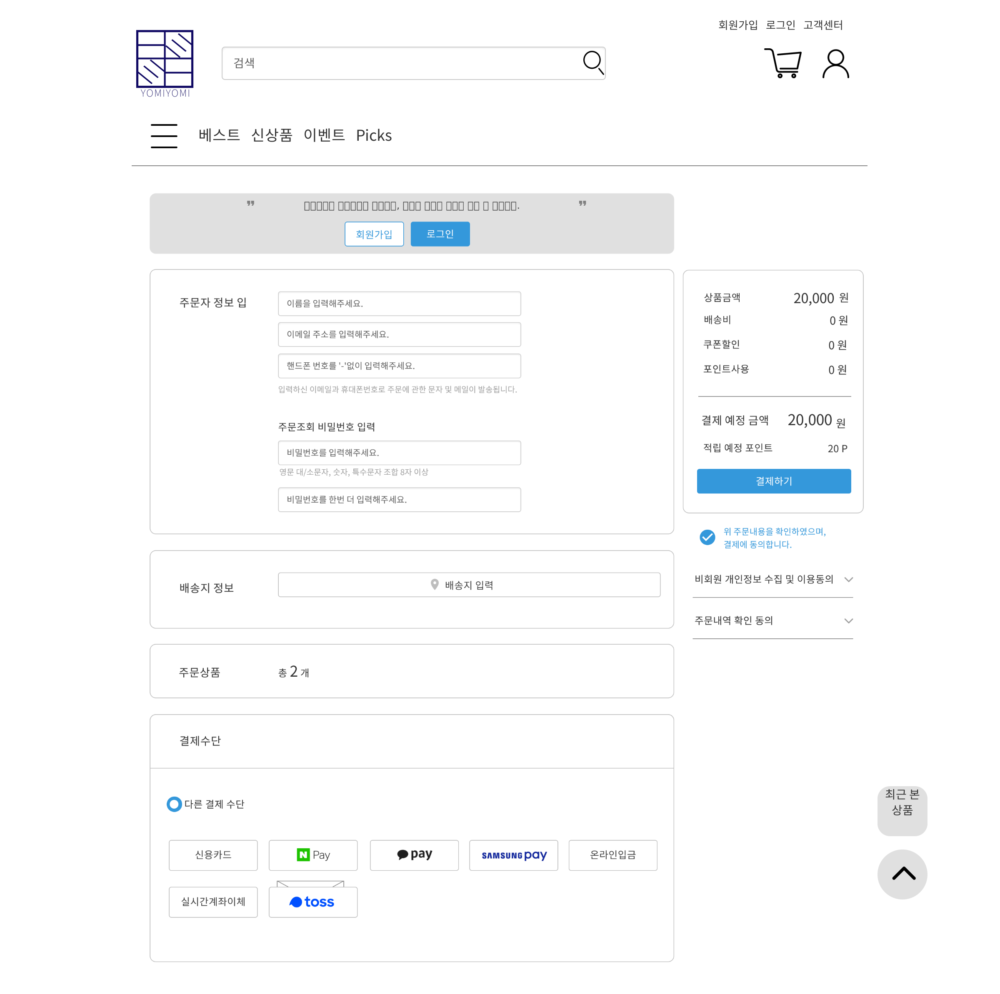 회원가입 로그인 고객센터
검색
YOMIYOMI
베스트 신상품 이벤트 Picks
회원가입 로그인
주문자 정보 입
이름을 입력해주세요.
이메일 주소를 입력해주세요.
핸드폰 번호를 '-'없이 입력해주세요.
입력하신 이메일과 휴대폰번호로 주문에 관한 문자 및 메일이 발송됩니다.
주문조회 비밀번호 입력
비밀번호를 입력해주세요.
영문 대/소문자, 숫자, 특수문자 조합 8자 이상
비밀번호를 한번 더 입력해주세요.
상품금액 20,000 원
배송비 0 원
쿠폰할인 0 원
포인트사용 0 원
결제 예정 금액 20,000 원
적립 예정 포인트 20 P
결제하기
위 주문내용을 확인하였으며,
결제에 동의합니다.
비회원 개인정보 수집 및 이용동의
주문내역 확인 동의
배송지 정보
배송지 입력
주문상품 총 2 개
결제수단
다른 결제 수단
신용카드 N Pay pay SAMSUNG pay 온라인입금
실시간계좌이체 toss
최근 본
상품